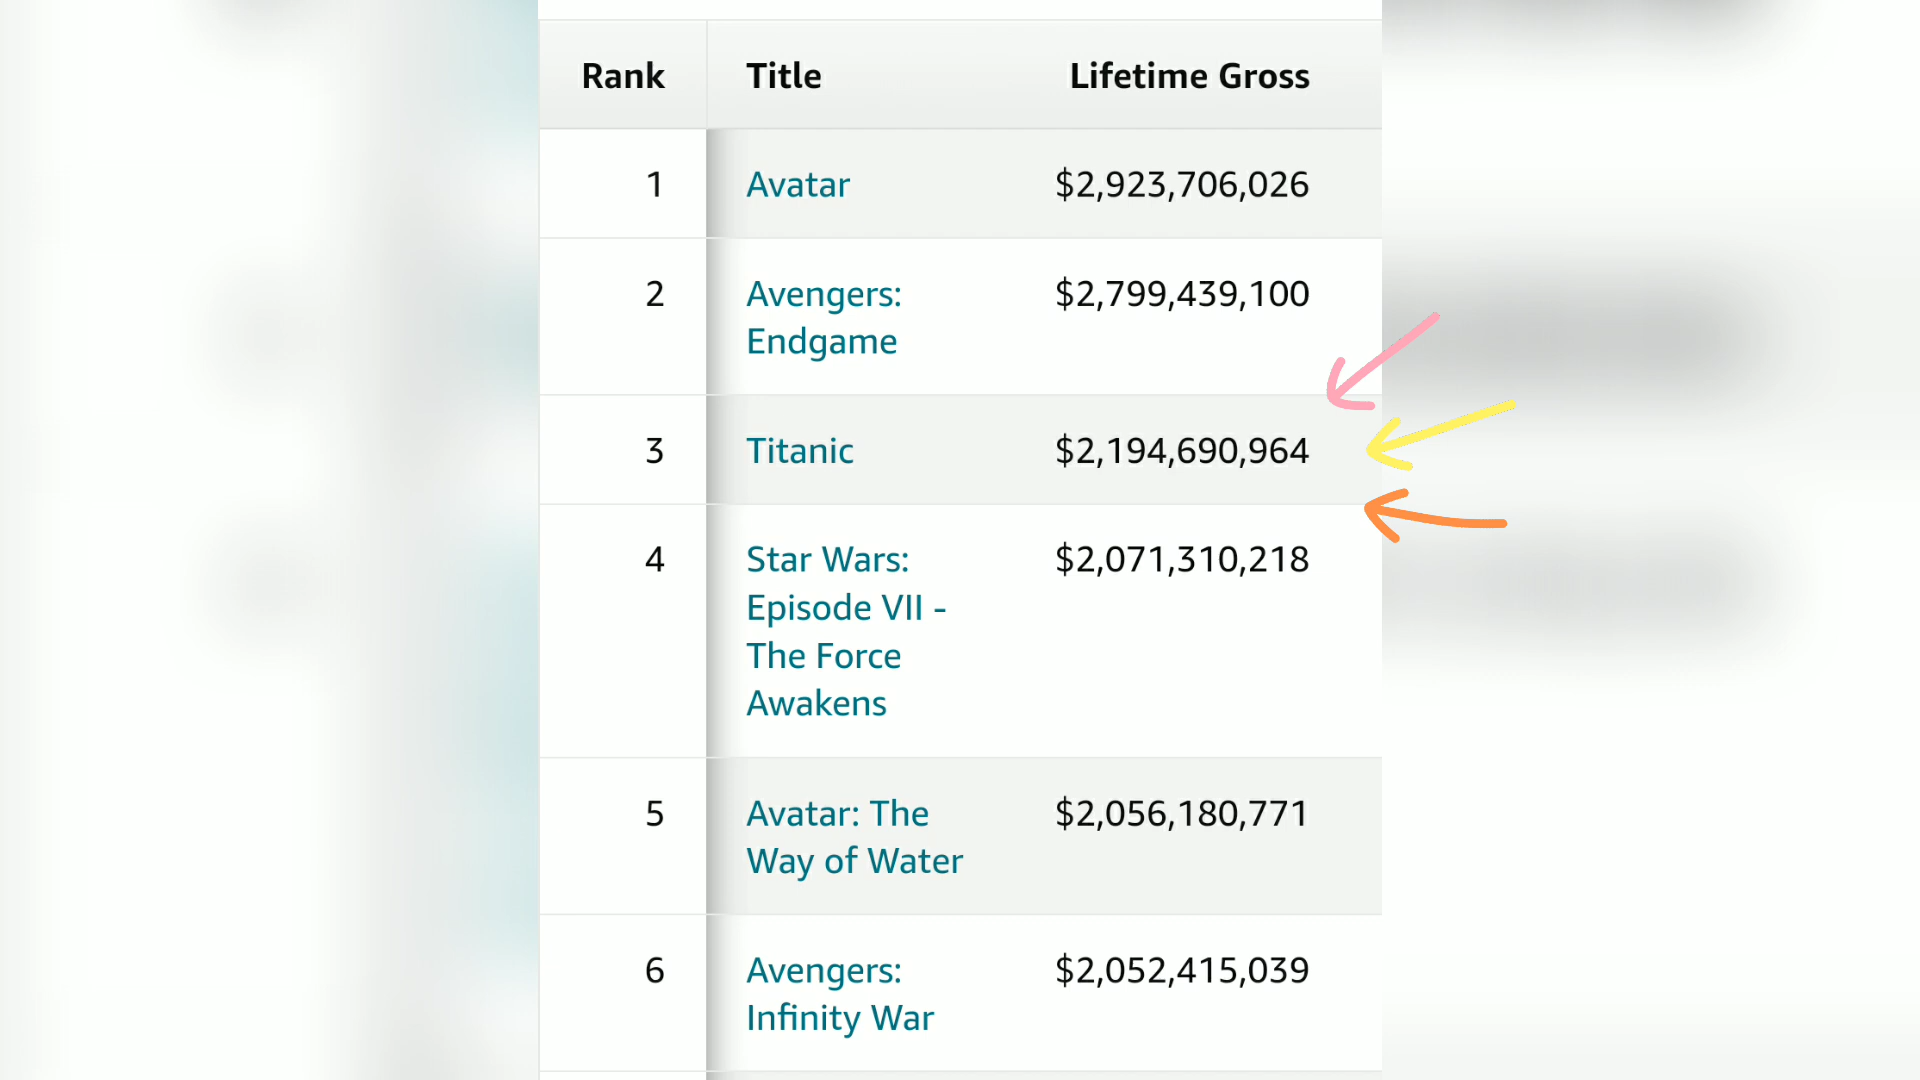 Rank Title Lifetime Gross
1 Avatar $2,923,706,026
2 Avengers: $2,799,439,100
Endgame
3 Titanic $2,194,690,964
4 Star Wars: $2,071,310,218
Episode VII -
The Force
Awakens
5 Avatar: The $2,056,180,771
Way of Water
6 Avengers: $2,052,415,039
Infinity War